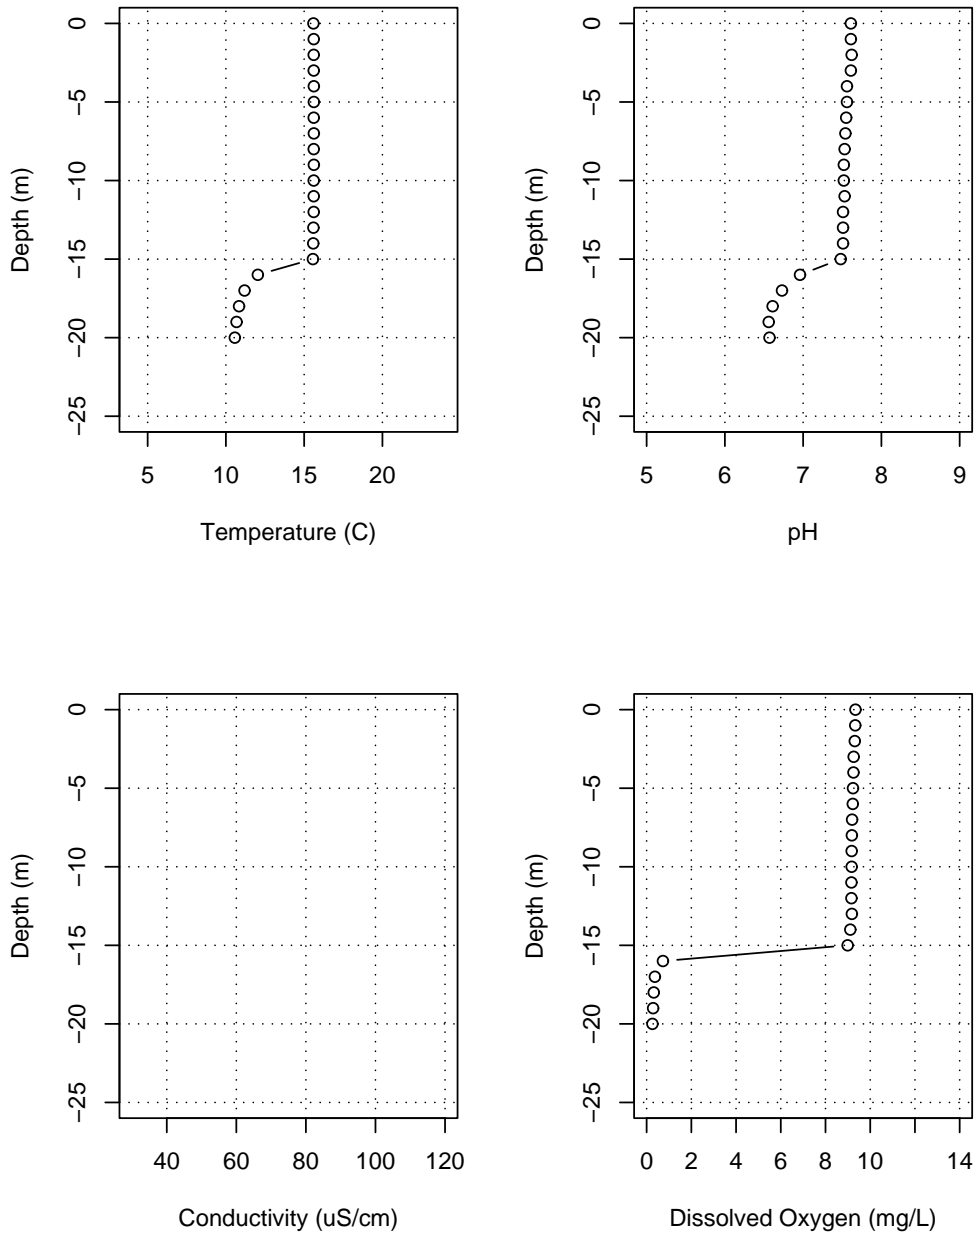 0
−5
−10
−15
−20
−25
Depth (m)
5 10 15 20
Temperature (C)
0
−5
−10
−15
−20
−25
Depth (m)
5 6 7 8 9
pH
0
−5
−10
−15
−20
−25
Depth (m)
40 60 80 100 120
Conductivity (uS/cm)
0
−5
−10
−15
−20
−25
Depth (m)
0 2 4 6 8 10 14
Dissolved Oxygen (mg/L)